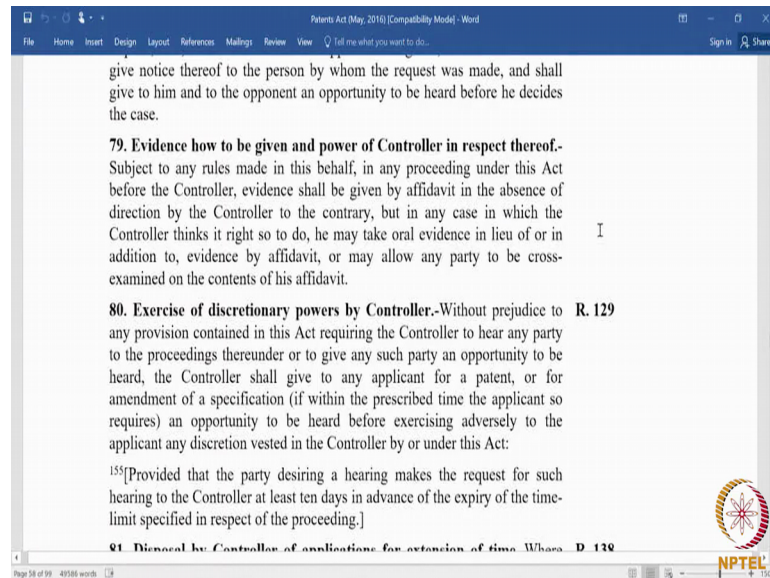 Patents Act (May, 2016) [Compatibility Mode] - Word
File Home Insert Design Layout References Mailings Review View Tell me what you want to do... Sign in Share
give notice thereof to the person by whom the request was made, and shall
give to him and to the opponent an opportunity to be heard before he decides
the case.
79. Evidence how to be given and power of Controller in respect thereof.-
Subject to any rules made in this behalf, in any proceeding under this Act
before the Controller, evidence shall be given by affidavit in the absence of
direction by the Controller to the contrary, but in any case in which the
Controller thinks it right so to do, he may take oral evidence in lieu of or in
addition to, evidence by affidavit, or may allow any party to be cross-
examined on the contents of his affidavit.
80. Exercise of discretionary powers by Controller.-Without prejudice to R. 129
any provision contained in this Act requiring the Controller to hear any party
to the proceedings thereunder or to give any such party an opportunity to be
heard, the Controller shall give to any applicant for a patent, or for
amendment of a specification (if within the prescribed time the applicant so
requires) an opportunity to be heard before exercising adversely to the
applicant any discretion vested in the Controller by or under this Act:
155[Provided that the party desiring a hearing makes the request for such
hearing to the Controller at least ten days in advance of the expiry of the time-
limit specified in respect of the proceeding.]
81. Disposal by Controller of applications for extension of time. Where R. 138
NPTEL
Page 58 of 99 49586 words